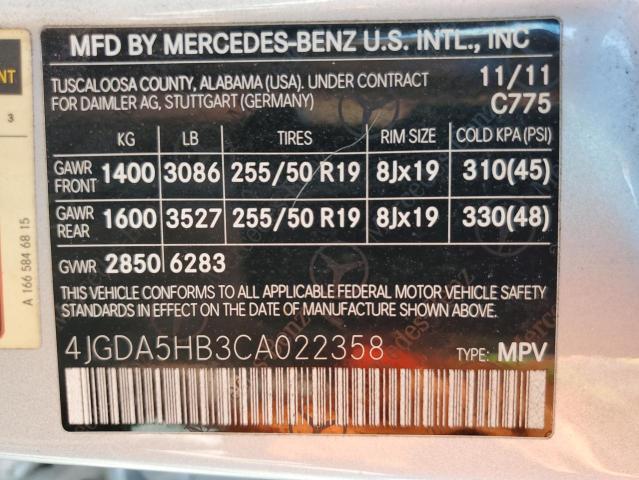 MFD BY MERCEDES-BENZ U.S. INTL., INC
TUSCALOOSA COUNTY, ALABAMA (USA). UNDER CONTRACT 11/11
FOR DAIMLER AG, STUTTGART (GERMANY) C775
KG LB TIRES RIM SIZE COLD KPA(PSI)
GAWR FRONT 1400 3086 255/50 R19 8Jx19 310(45)
GAWR REAR 1600 3527 255/50 R19 8Jx19 330(48)
GVWR 2850 6283
THIS VEHICLE CONFORMS TO ALL APPLICABLE FEDERAL MOTOR VEHICLE SAFETY
STANDARDS IN EFFECT ON THE DATE OF MANUFACTURE SHOWN ABOVE.
4JGDA5HB3CA022358 TYPE: MPV
3
A 166 584 68 15